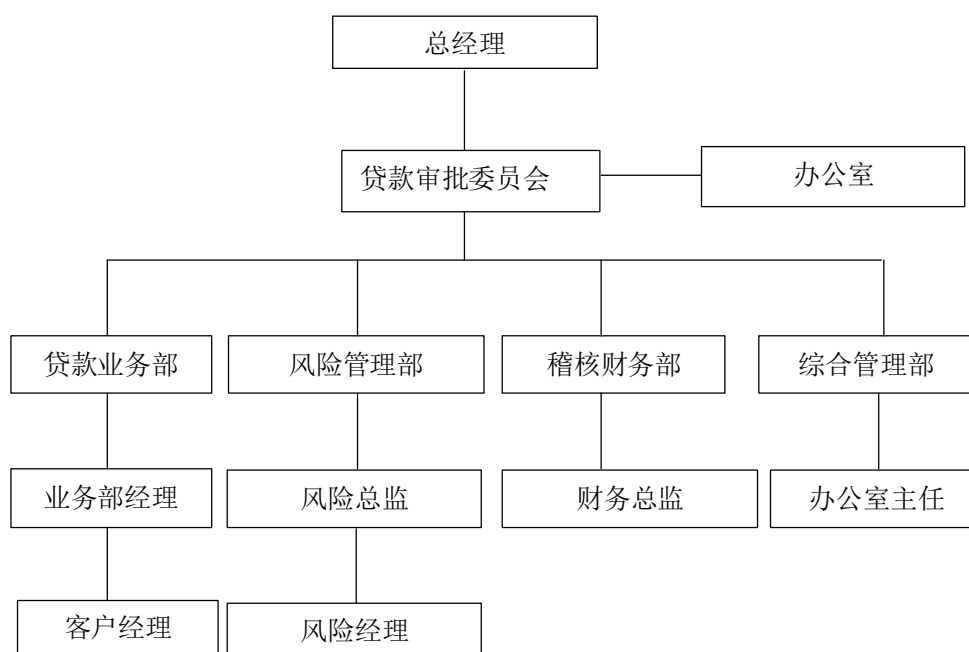 总经理
贷款审批委员会
办公室
贷款业务部
风险管理部
稽核财务部
综合管理部
业务部经理
风险总监
财务总监
办公室主任
客户经理
风险经理